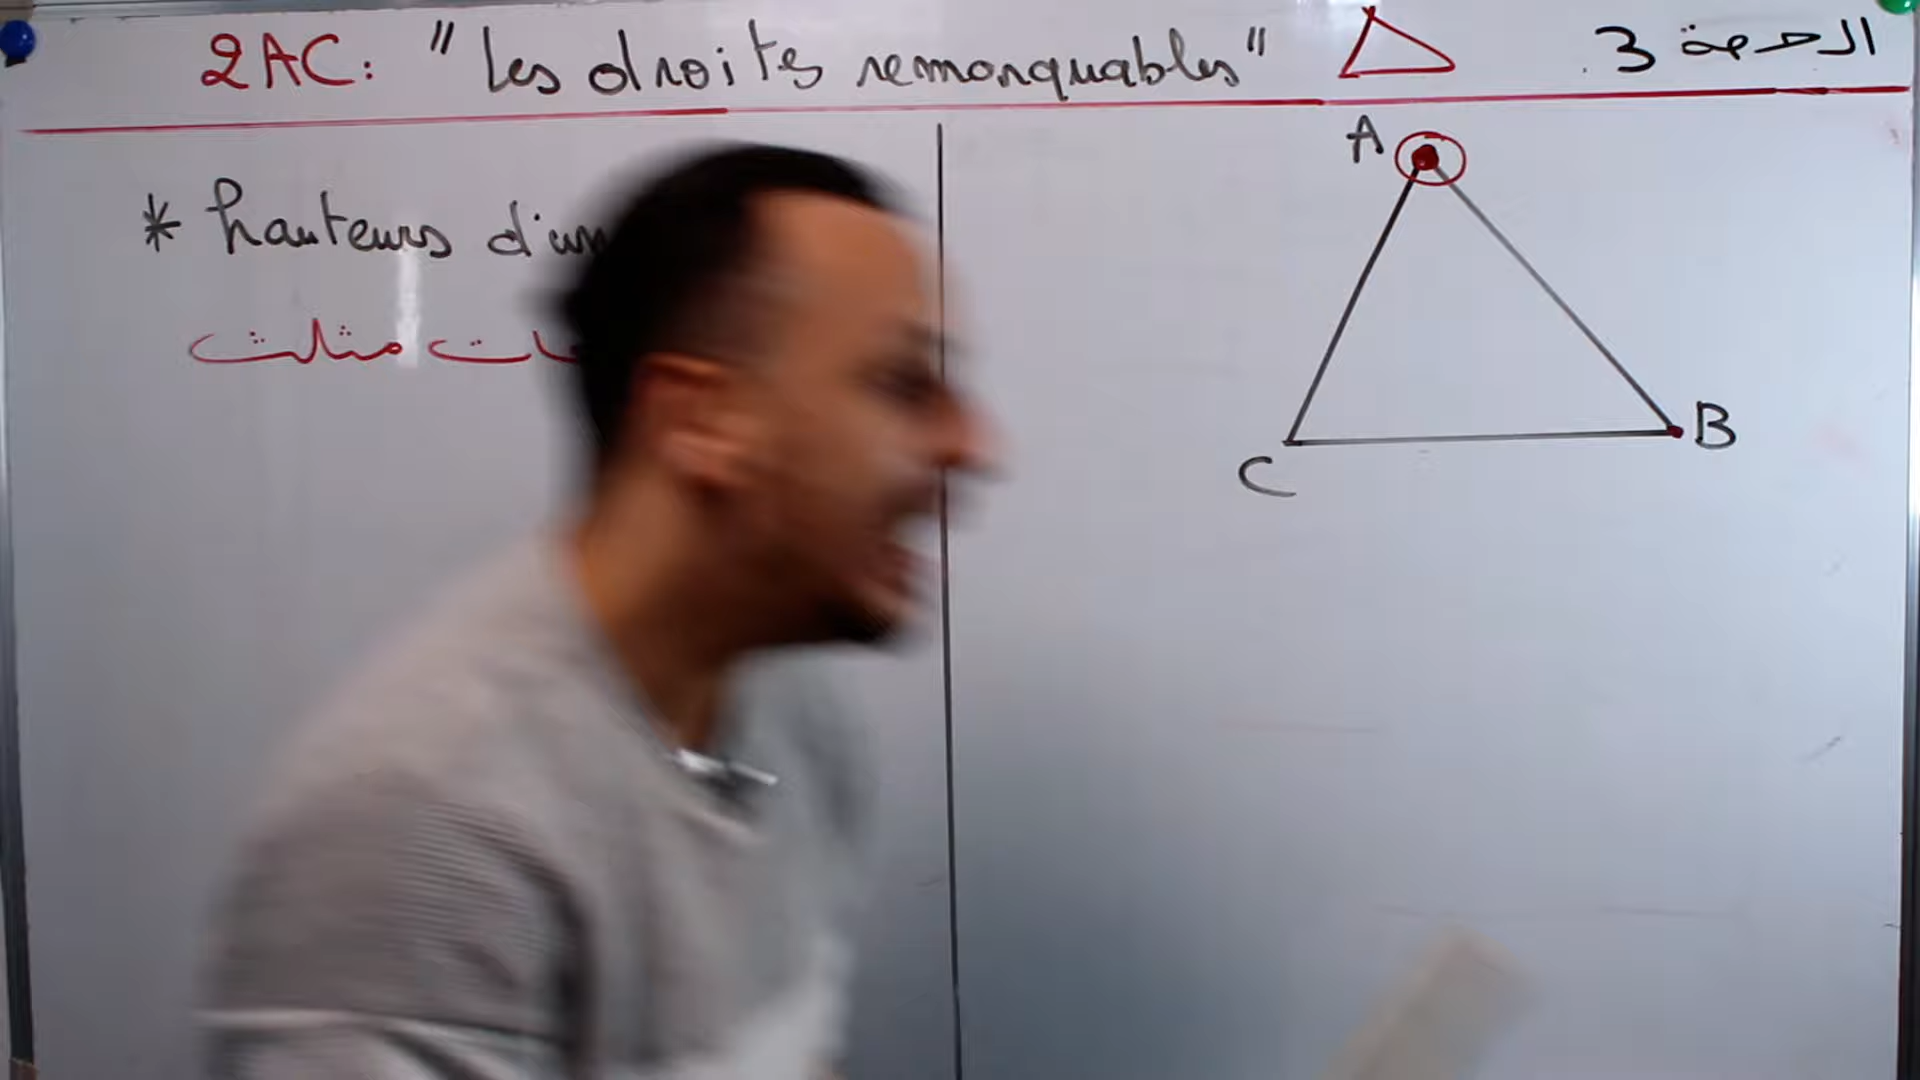 2AC: "Les droites remarquables" الحصة 3.
* hauteurs d'un
مثلث
A
B
C